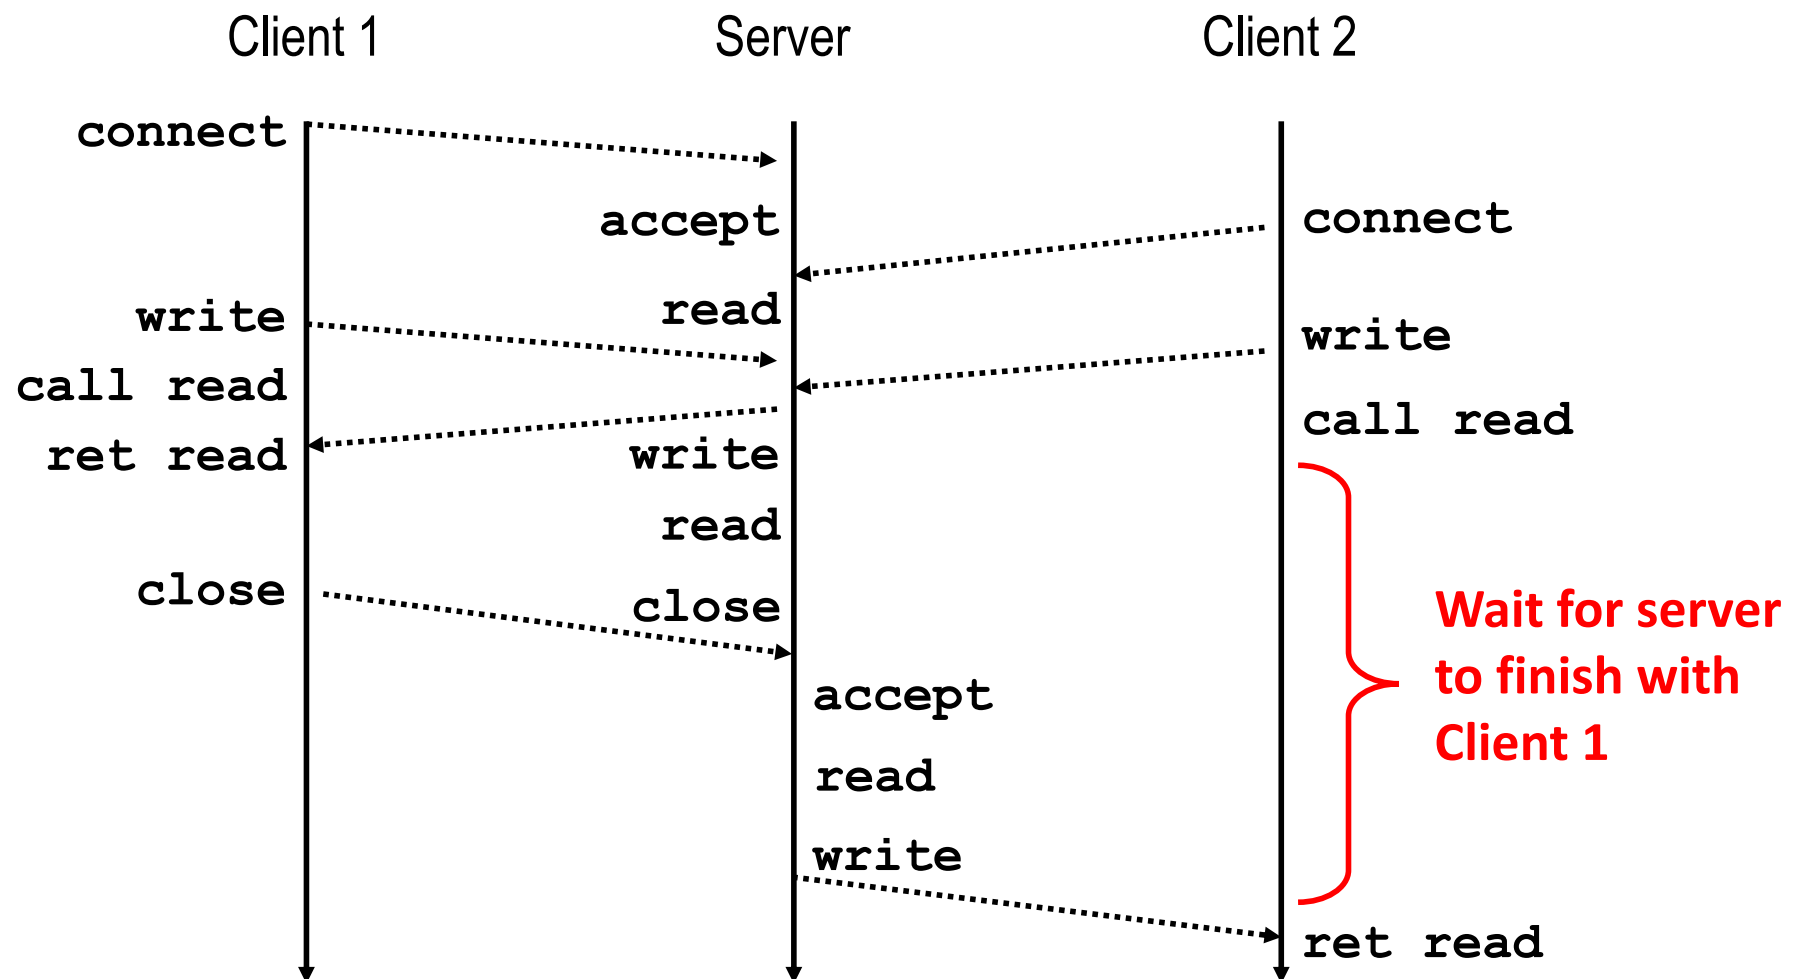 Client 1
Server
Client 2
connect
accept
connect
write
read
write
call read
call read
ret read
write
read
close
close
Wait for server
to finish with
Client 1
accept
read
write
ret read